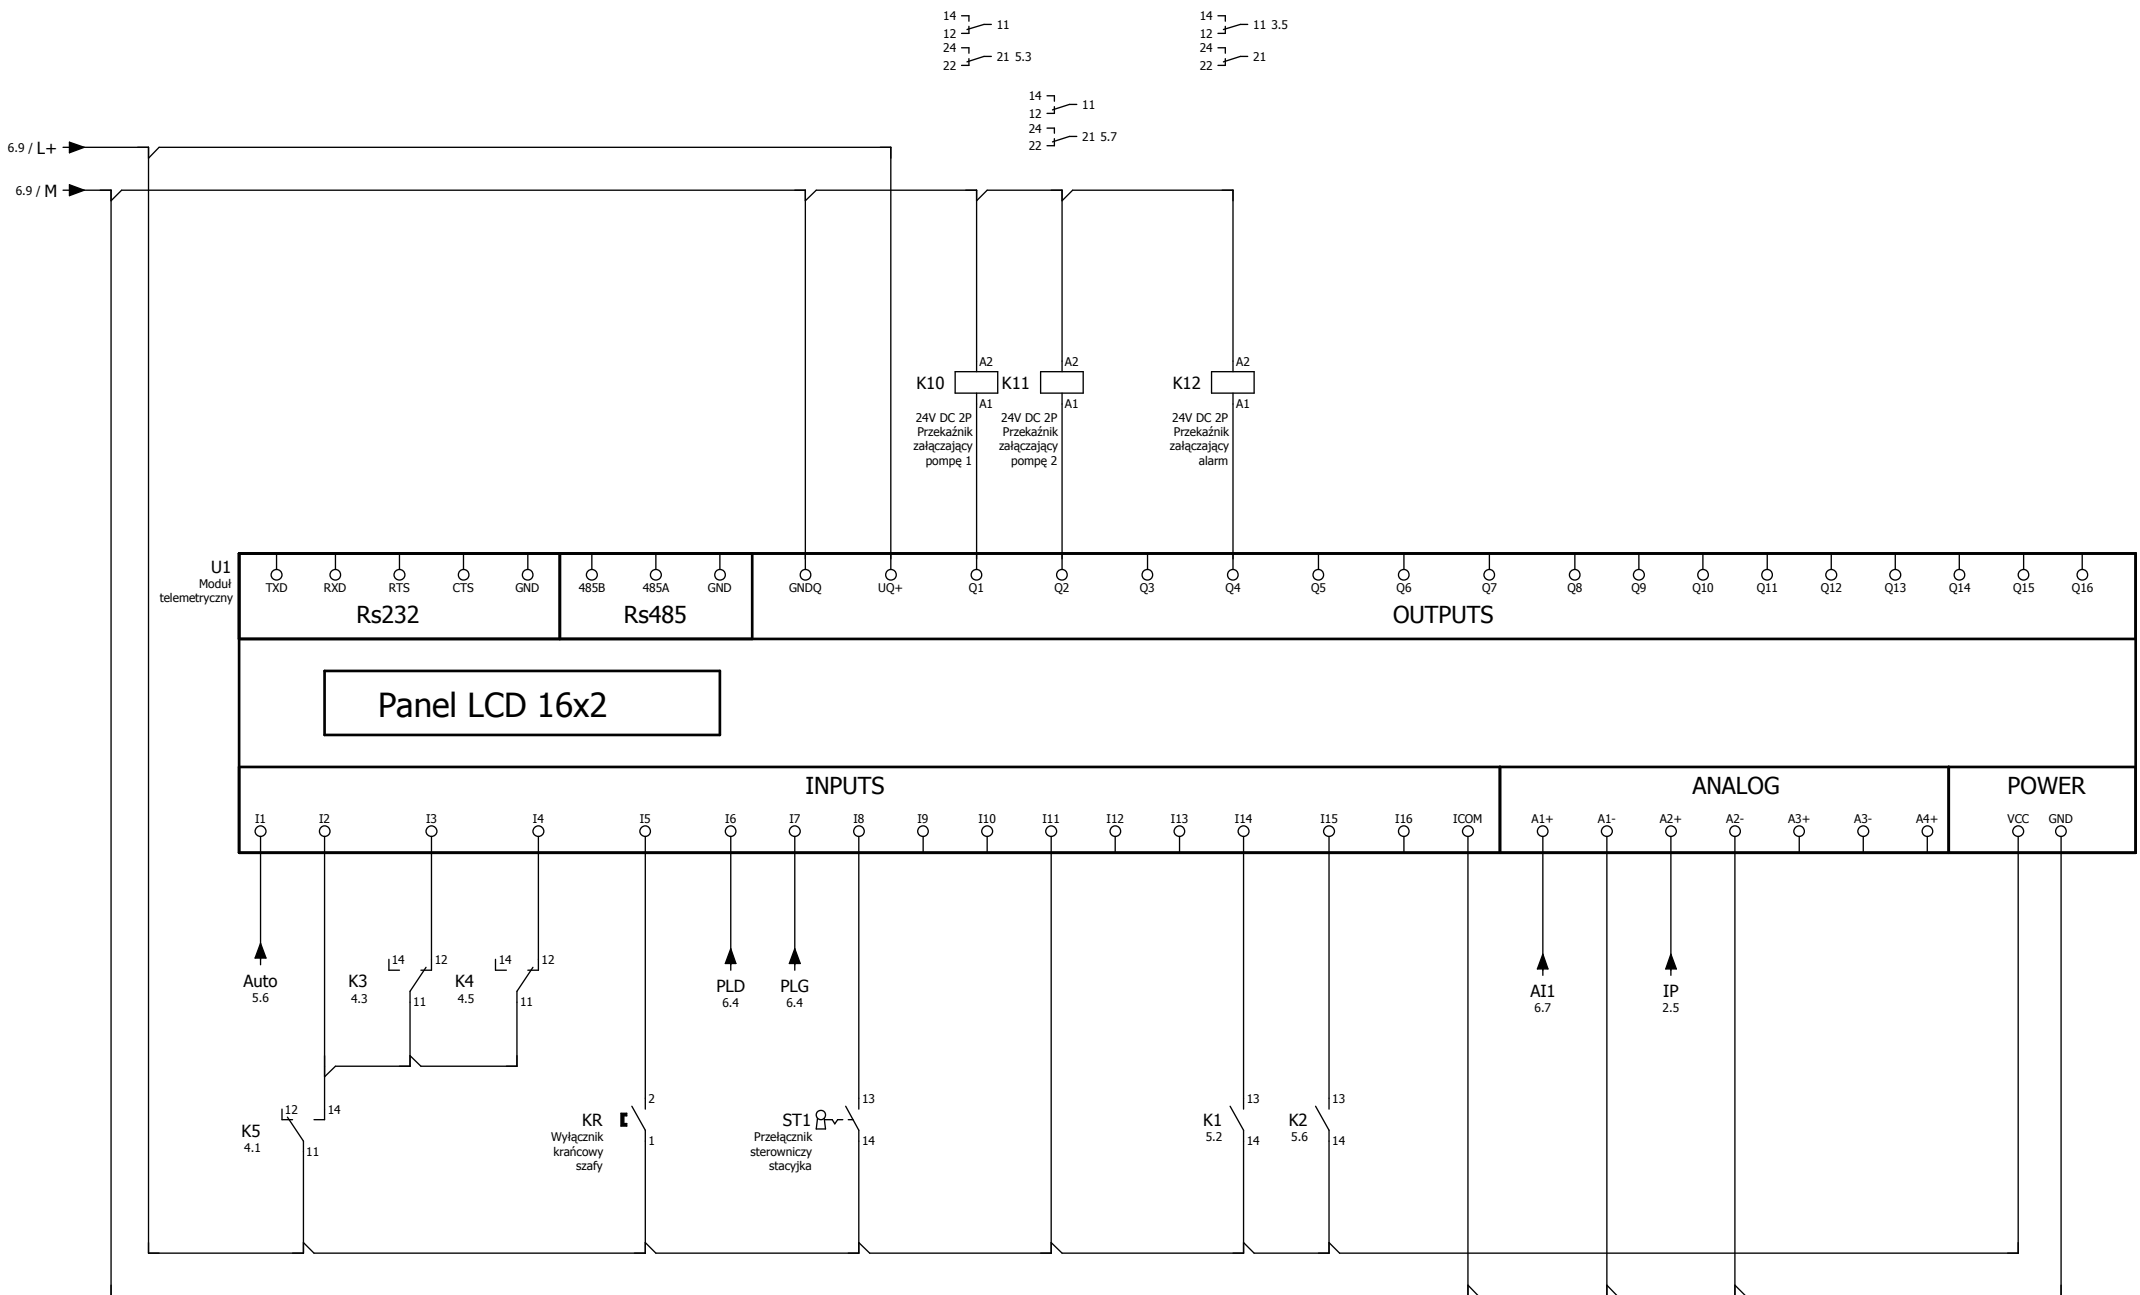 14
12
11
24
22
21 5.3
14
12
11 3.5
24
22
21
14
12
11
24
22
21 5.7
6.9 / L+
6.9 / M
A2
K10
A1
24V DC 2P
Przekaźnik
załączający
pompę 1
A2
K11
A1
24V DC 2P
Przekaźnik
załączający
pompę 2
A2
K12
A1
24V DC 2P
Przekaźnik
załączający
alarm
U1
Moduł
telemetryczny
TXD RXD RTS CTS GND
Rs232
485B 485A GND
Rs485
GNDQ UQ+ Q1 Q2 Q3 Q4 Q5 Q6 Q7 Q8 Q9 Q10 Q11 Q12 Q13 Q14 Q15 Q16
OUTPUTS
Panel LCD 16x2
INPUTS
I1 I2 I3 I4 I5 I6 I7 I8 I9 I10 I11 I12 I13 I14 I15 I16 ICOM
ANALOG
A1+ A1- A2+ A2- A3+ A3- A4+
POWER
VCC GND
Auto
5.6
14 12
K3
4.3
11
14 12
K4
4.5
11
PLD
6.4
PLG
6.4
AI1
6.7
IP
2.5
12 14
K5
4.1
11
2
KR
1
Wyłącznik
krańcowy
szafy
13
ST1
14
Przełącznik
sterowniczy
stacyjka
13
K1
5.2
14
13
K2
5.6
14